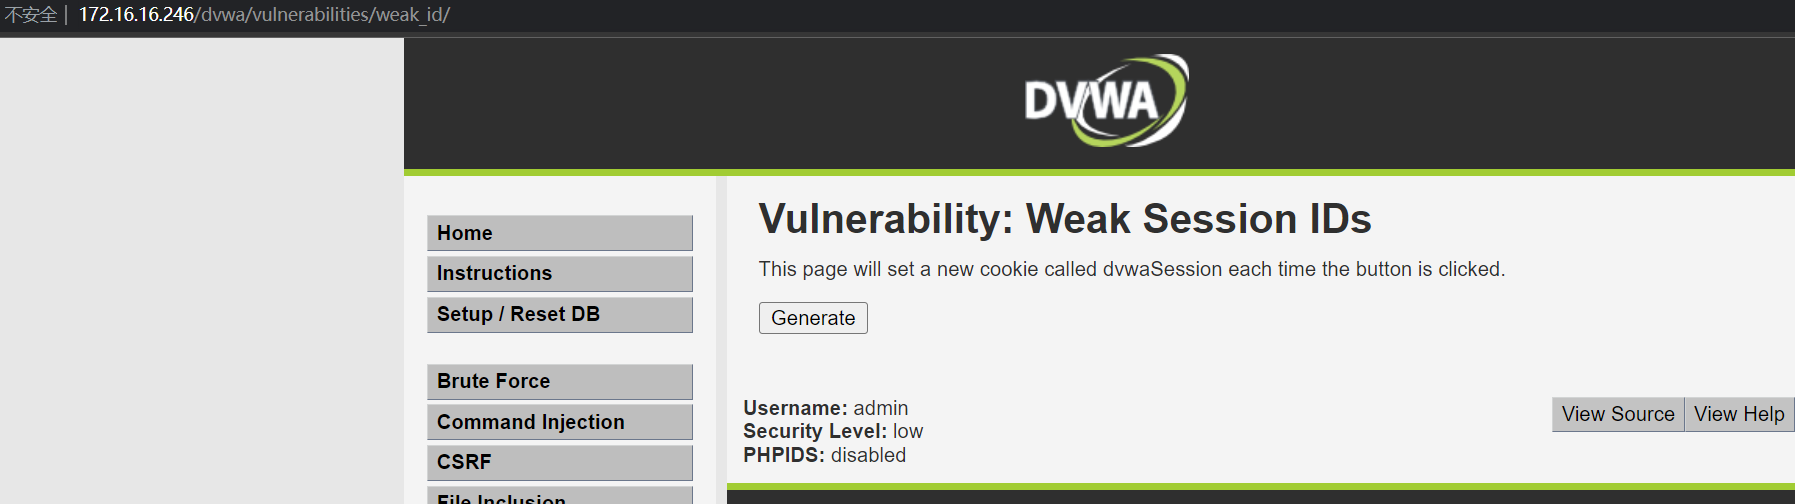 不安全 | 172.16.16.246/dvwa/vulnerabilities/weak_id/
DVWA
Home
Instructions
Setup / Reset DB
Brute Force
Command Injection
CSRF
File Inclusion
Vulnerability: Weak Session IDs
This page will set a new cookie called dvwaSession each time the button is clicked.
Generate
Username: admin
Security Level: low
PHPIDS: disabled
View Source View Help